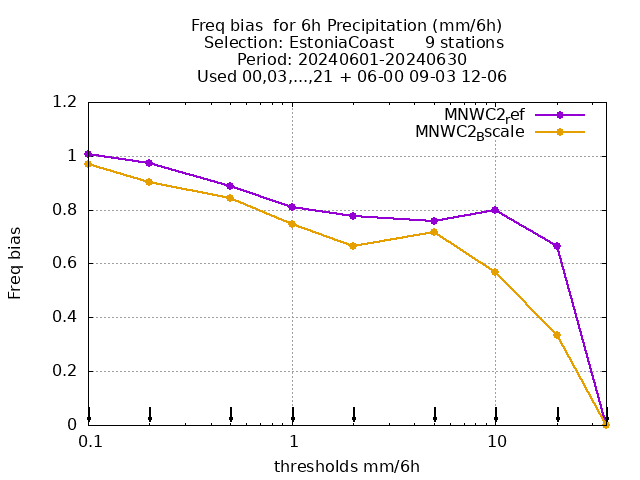 Freq bias  for 6h Precipitation (mm/6h)
Selection: EstoniaCoast      9 stations
Period: 20240601-20240630
Used 00,03,...,21 + 06-00 09-03 12-06
MNWC2ref
MNWC2Bscale
1.2
1
0.8
0.6
0.4
0.2
0
Freq bias
0.1 1 10
thresholds mm/6h